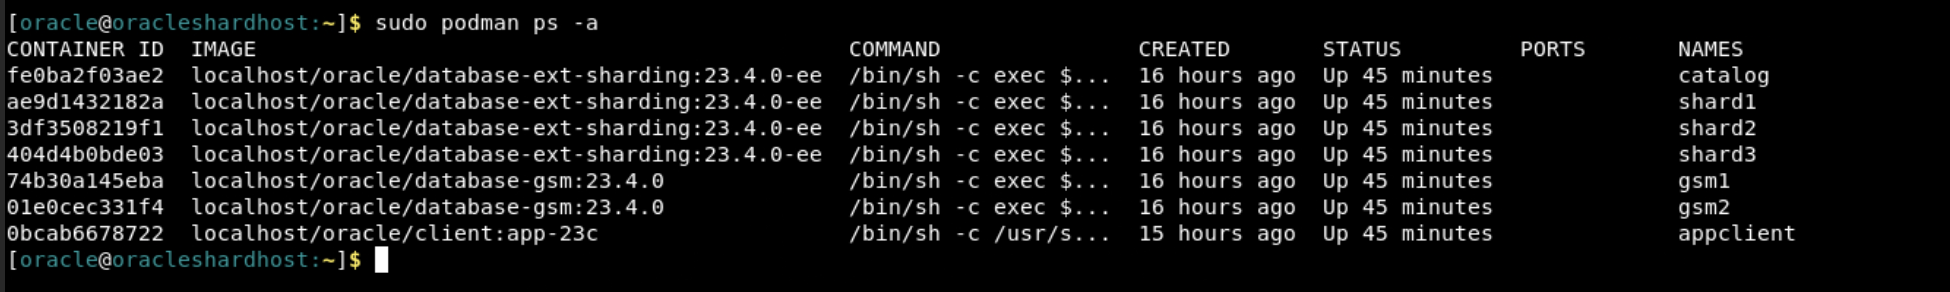 [oracle@oracleshardhost:~]$ sudo podman ps -a
CONTAINER ID  IMAGE                                            COMMAND               CREATED       STATUS         PORTS       NAMES
fe0ba2f03ae2  localhost/oracle/database-ext-sharding:23.4.0-ee  /bin/sh -c exec $...  16 hours ago  Up 45 minutes              catalog
ae9d1432182a  localhost/oracle/database-ext-sharding:23.4.0-ee  /bin/sh -c exec $...  16 hours ago  Up 45 minutes              shard1
3df3508219f1  localhost/oracle/database-ext-sharding:23.4.0-ee  /bin/sh -c exec $...  16 hours ago  Up 45 minutes              shard2
404d4b0bde03  localhost/oracle/database-ext-sharding:23.4.0-ee  /bin/sh -c exec $...  16 hours ago  Up 45 minutes              shard3
74b30a145eba  localhost/oracle/database-gsm:23.4.0              /bin/sh -c exec $...  16 hours ago  Up 45 minutes              gsm1
01e0cec331f4  localhost/oracle/database-gsm:23.4.0              /bin/sh -c exec $...  16 hours ago  Up 45 minutes              gsm2
0bcab6678722  localhost/oracle/client:app-23c                   /bin/sh -c /usr/s...  15 hours ago  Up 45 minutes              appclient
[oracle@oracleshardhost:~]$